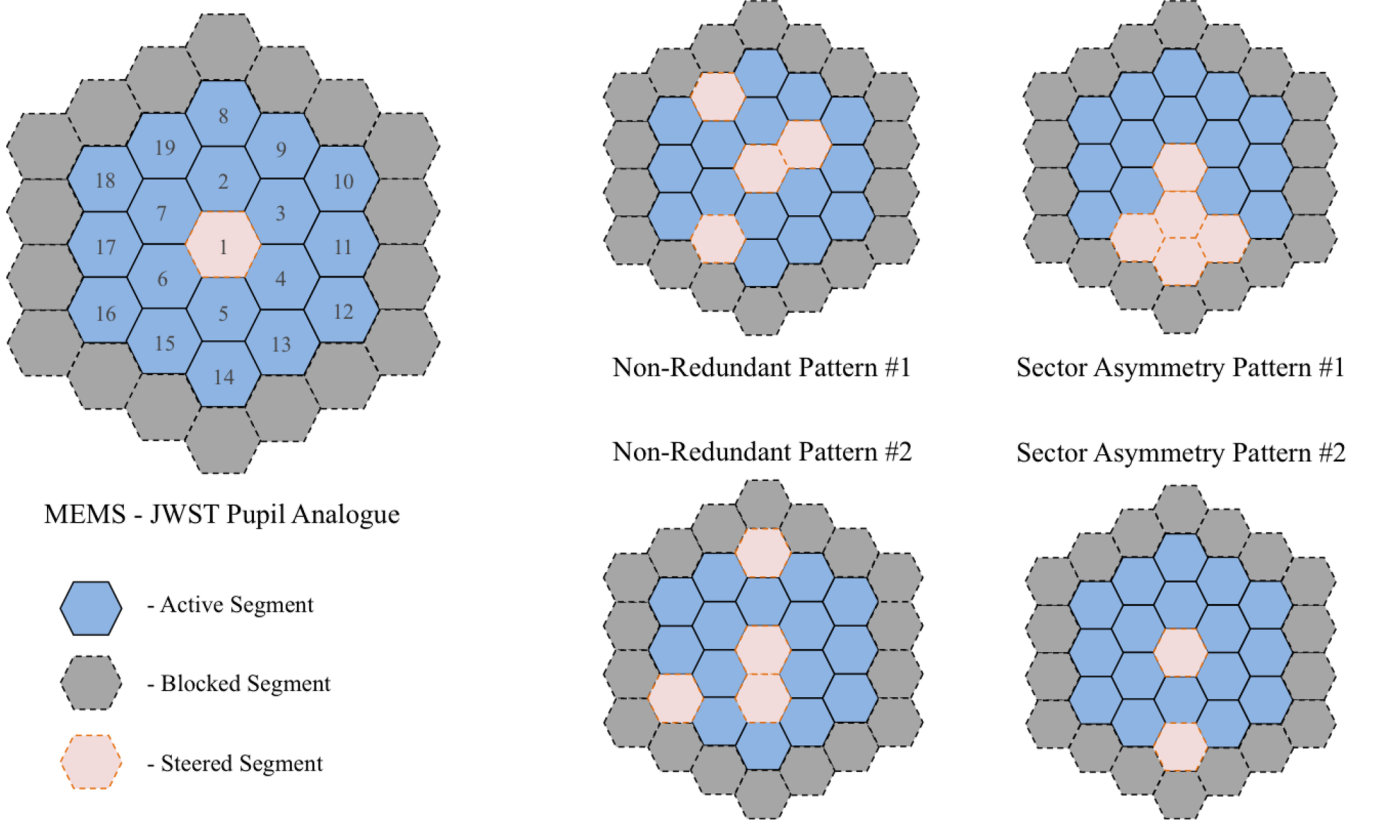 8
19
9
18
2
10
7
3
17
1
11
6
4
16
5
12
15
13
14
MEMS - JWST Pupil Analogue
- Active Segment
- Blocked Segment
- Steered Segment
Non-Redundant Pattern #1
Sector Asymmetry Pattern #1
Non-Redundant Pattern #2
Sector Asymmetry Pattern #2